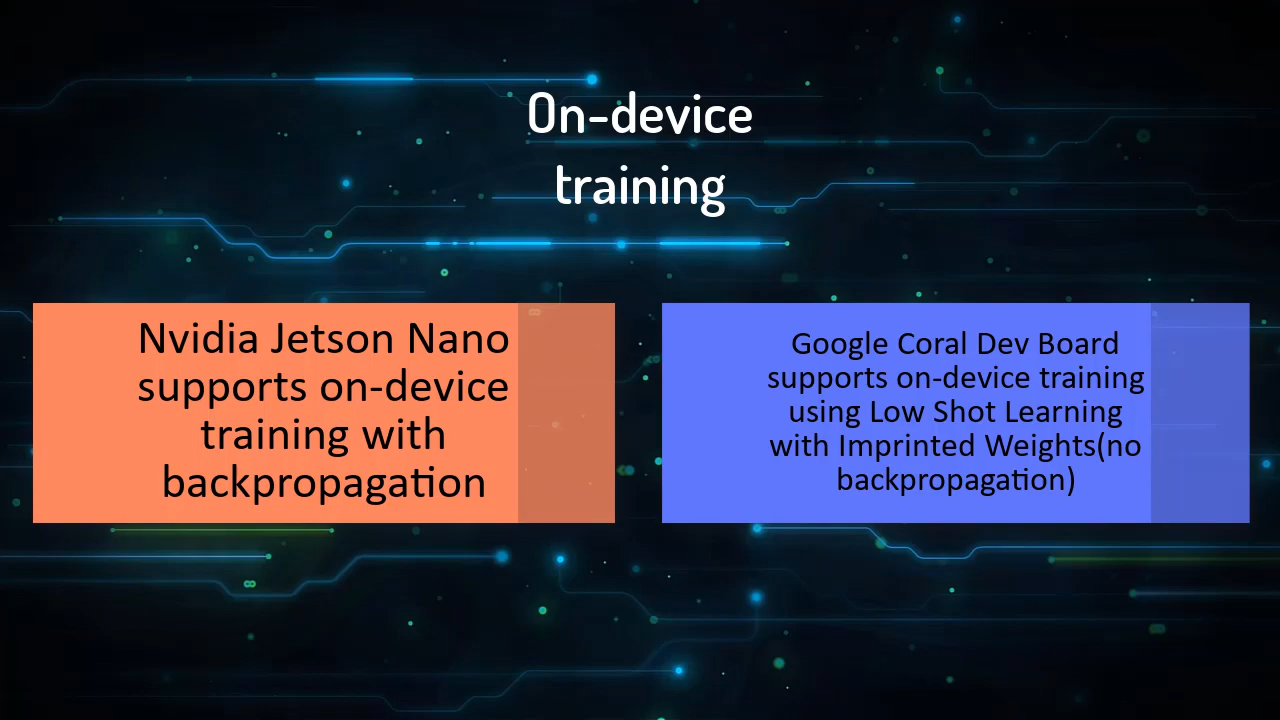 On-device
training
Nvidia Jetson Nano
supports on-device
training with
backpropagation
Google Coral Dev Board
supports on-device training
using Low Shot Learning
with Imprinted Weights(no
backpropagation)